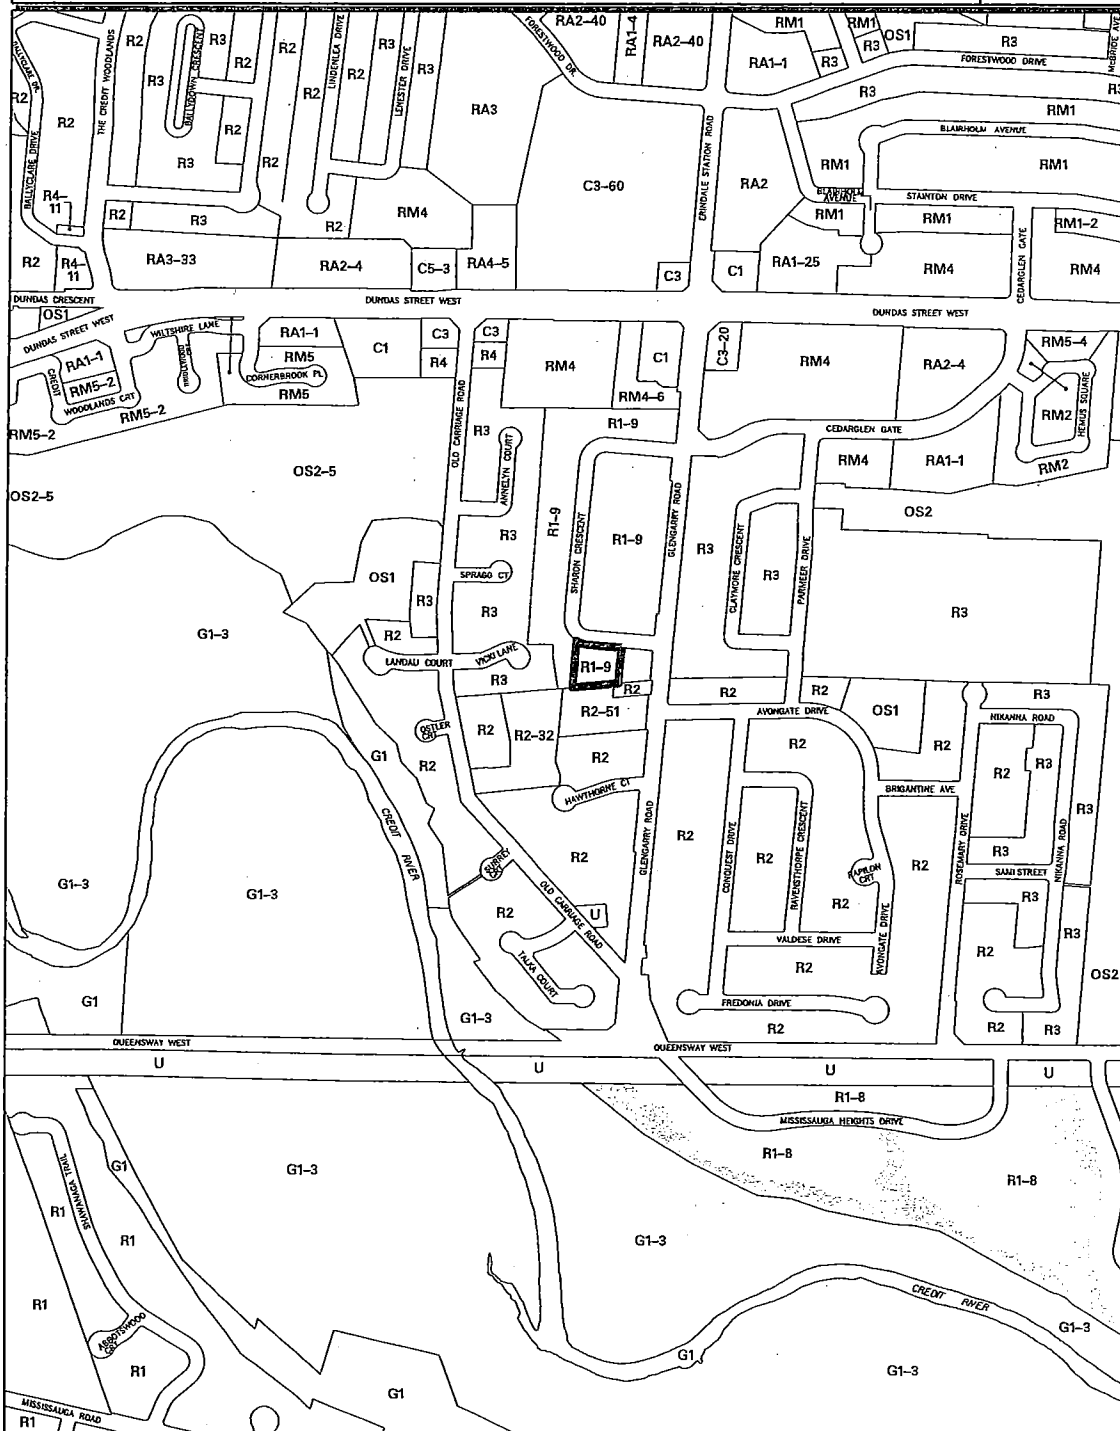 RA2-40
RM1
RM1
R3
OS1
McBRIDE AVE
R2
R3
R2
R2
LINDENLEA DRIVE
R2
R3
R3
LEMESTER DRIVE
FORESTWOOD DR.
RA1-4
RA2-40
RA1-1
R3
R3
FORESTWOOD DRIVE
BALLYCLARE DR.
THE CREDIT WOODLANDS
BALLYDOWN CRESCENT
R3
R2
RA3
R3
RM1
R2
R2
R2
R2
ERINDALE STATION ROAD
BLAIRHOLM AVENUE
BALLYCLARE DRIVE
R3
R2
C3-60
RA2
RM1
RM1
R4-11
BLAIRHOLM AVENUE
STAINTON DRIVE
R2
R3
R2
RM4
RM1
RM1
RM1-2
R2
R4-11
RA3-33
RA2-4
C5-3
RA4-5
C3
C1
RA1-25
RM4
CEDARGLEN GATE
RM4
DUNDAS CRESCENT
DUNDAS STREET WEST
DUNDAS STREET WEST
OS1
DUNDAS STREET WEST
WILTSHIRE LANE
RA1-1
C1
C3
C3
RM4
C1
C3-20
RM4
RA2-4
RM5-4
RA1-1
RM5
R4
R4
RM5-2
CREDIT WOODLANDS CRT
BRIDLEWOOD CRT
CORNERBROOK PL
RM5
RM4-6
RM2
HEMUS SQUARE
RM5-2
RM5-2
OLD CARRIAGE ROAD
R3
ANNELYN COURT
R1-9
CEDARGLEN GATE
RM4
RA1-1
RM2
OS2-5
OS2-5
OS2
R3
R1-9
SHARON CRESCENT
R1-9
GLENGARRY ROAD
R3
CLAYMORE CRESCENT
R3
PARMEER DRIVE
R3
OS1
R3
SPRAGO CT
R3
G1-3
R2
LANDAU COURT
VICKI LANE
R3
R1-9
R2
R2
R2
R3
OSTLER CRT
R2
R2-32
R2-51
AVONGATE DRIVE
OS1
R2
NIKANNA ROAD
G1
R2
R2
R2
R2
R3
HAWTHORNE CT
BRIGANTINE AVE
R3
CREDIT RIVER
SURREY CRT
R2
GLENGARRY ROAD
R2
CONQUEST DRIVE
R2
RAVENSTHORPE CRESCENT
PAPILON CRT
R2
ROSEMARY DRIVE
R3
NIKANNA ROAD
SAMI STREET
G1-3
G1-3
R2
OLD CARRIAGE ROAD
U
R2
AVONGATE DRIVE
R3
R3
VALDESE DRIVE
R2
R2
TALKA COURT
OS2
G1
G1-3
FREDONIA DRIVE
R2
R2
R3
QUEENSWAY WEST
QUEENSWAY WEST
U
U
U
U
R1-8
MISSISSAUGA HEIGHTS DRIVE
R1-8
G1
SHAWANAGA TRAIL
G1-3
R1-8
R1
R1
G1-3
R1
CREDIT RIVER
ABBOTSWOOD CRT
G1-3
R1
G1
G1-3
G1
MISSISSAUGA ROAD
R1